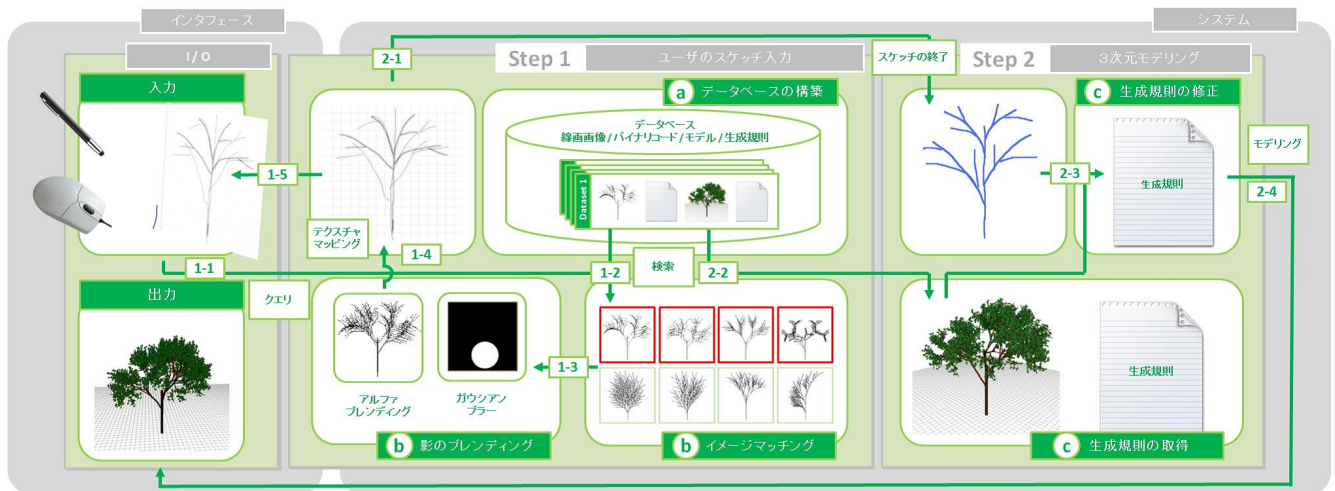 インタフェース
システム
I/O
Step 1
ユーザのスケッチ入力
Step 2
3次元モデリング
2-1
スケッチの終了
入力
a データベースの構築
c 生成規則の修正
データベース
線画画像/バイナリコード/モデル/生成規則
モデリング
Dataset 1
1-5
2-3
生成規則
2-4
テクスチャ
マッピング
1-4
検索
1-1
1-2
2-2
出力
クエリ
1-3
アルファ
ブレンディング
ガウシアン
ブラー
生成規則
b 影のブレンディング
b イメージマッチング
c 生成規則の取得